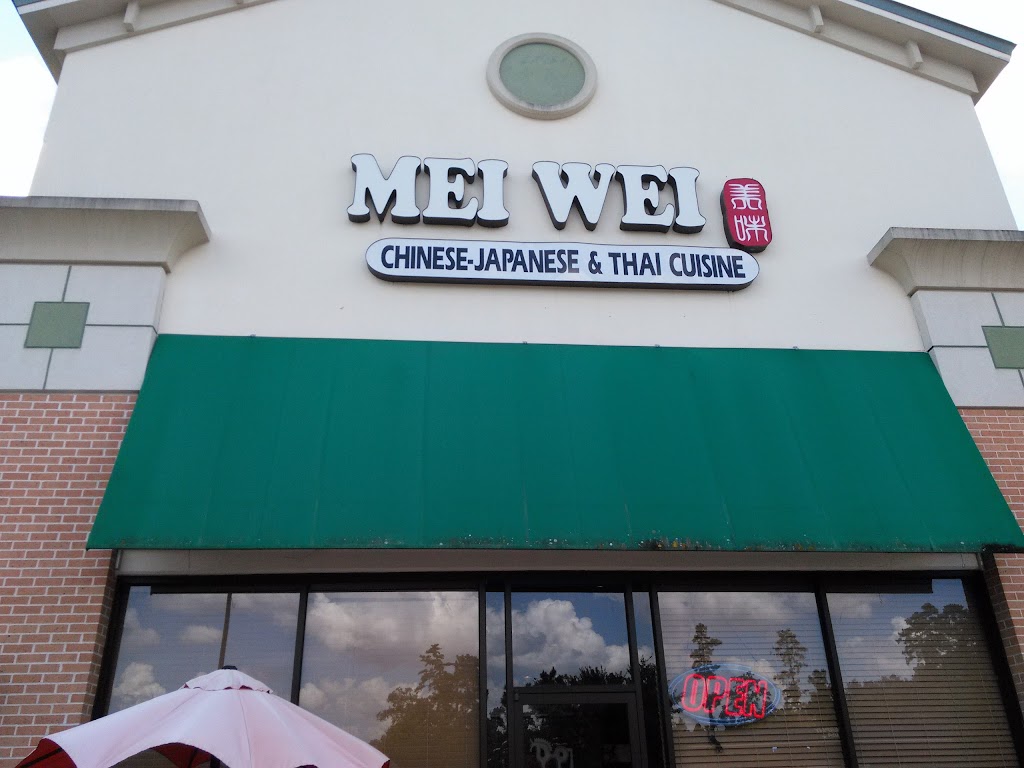 MEI WEI
美味
CHINESE-JAPANESE & THAI CUISINE
OPEN